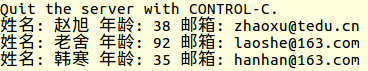 Quit the server with CONTROL-C.
姓名: 赵旭 年龄: 38 邮箱: zhaoxu@tedu.cn
姓名: 老舍 年龄: 92 邮箱: laoshe@163.com
姓名: 韩寒 年龄: 35 邮箱: hanhan@163.com